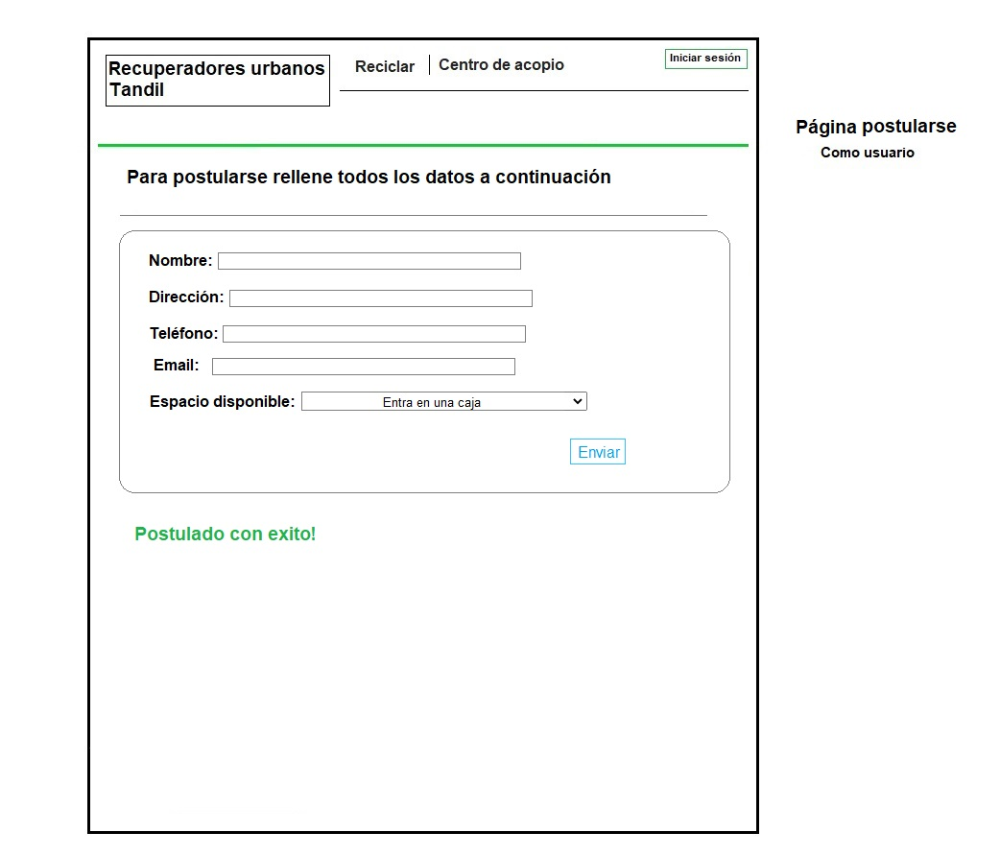 Recuperadores urbanos
Tandil
Reciclar
Centro de acopio
Iniciar sesión
Página postularse
Como usuario
Para postularse rellene todos los datos a continuación
Nombre:
Dirección:
Teléfono:
Email:
Espacio disponible: Entra en una caja
Enviar
Postulado con exito!